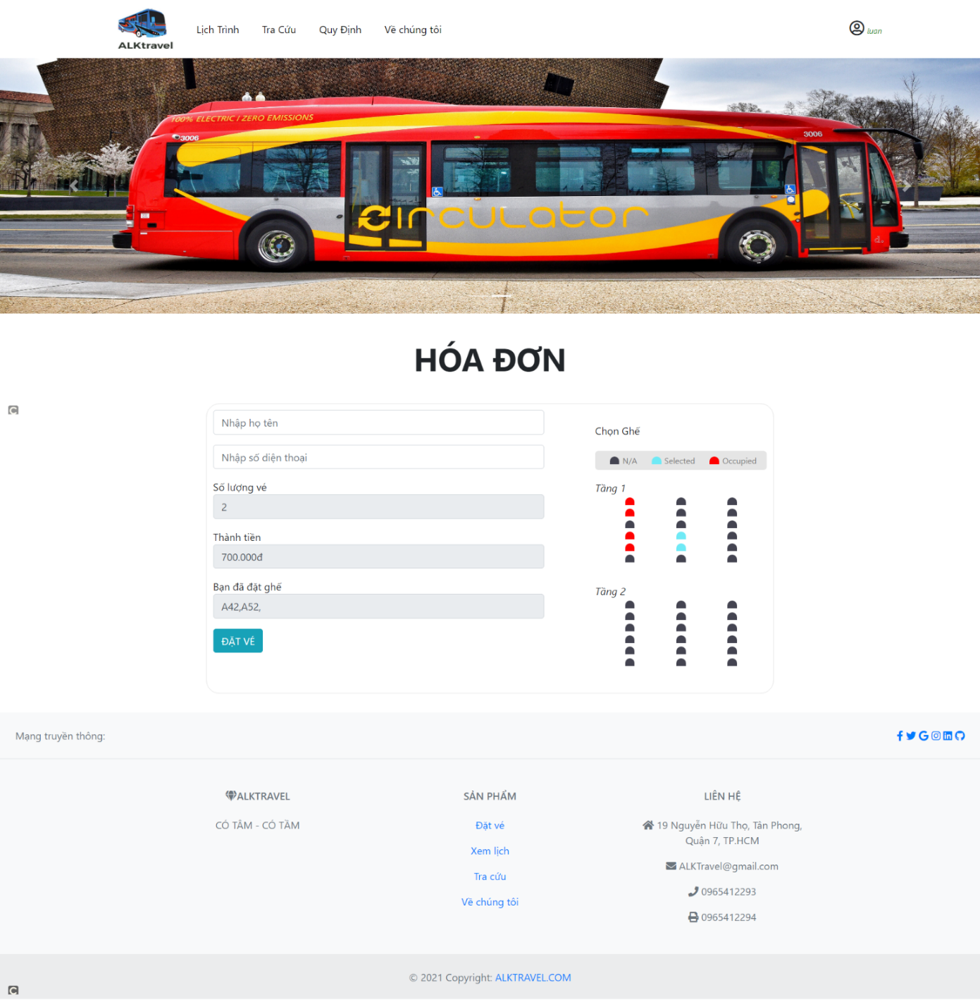 ALKtravel
Lịch Trình
Tra Cứu
Quy Định
Về chúng tôi
luan
100% ELECTRIC / ZERO EMISSIONS
3006
3006
circulator
HÓA ĐƠN
Nhập họ tên
Nhập số diện thoại
Số lượng vé
2
Thành tiền
700.000đ
Bạn đã đặt ghế
A42,A52,
ĐẶT VÉ
Chọn Ghế
N/A
Selected
Occupied
Tầng 1
Tầng 2
Mạng truyền thông:
ALKTRAVEL
CÓ TÂM - CÓ TẦM
SẢN PHẨM
Đặt vé
Xem lịch
Tra cứu
Về chúng tôi
LIÊN HỆ
19 Nguyễn Hữu Thọ, Tân Phong,
Quận 7, TP.HCM
ALKTravel@gmail.com
0965412293
0965412294
© 2021 Copyright: ALKTRAVEL.COM